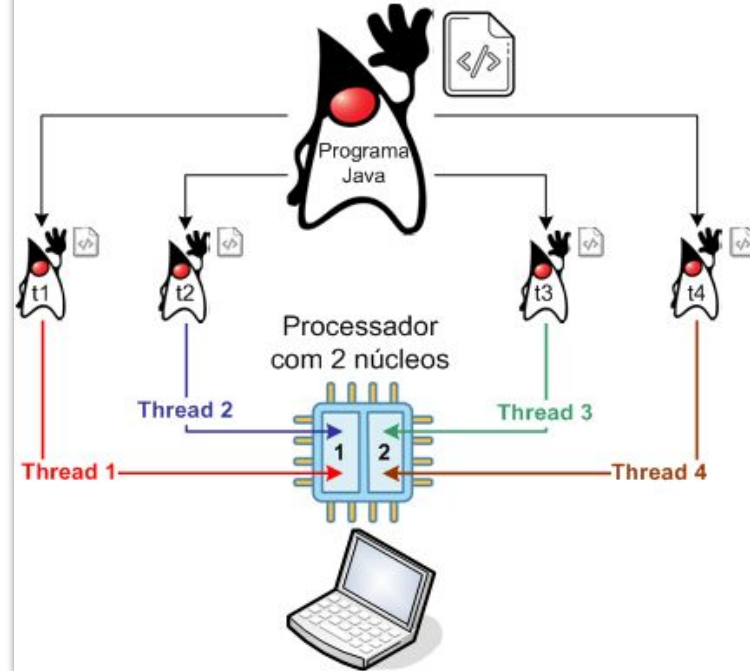 </>
Programa
Java
</>
</>
</>
</>
t1
t2
t3
t4
Processador
com 2 núcleos
Thread 2
Thread 3
1
2
Thread 1
Thread 4